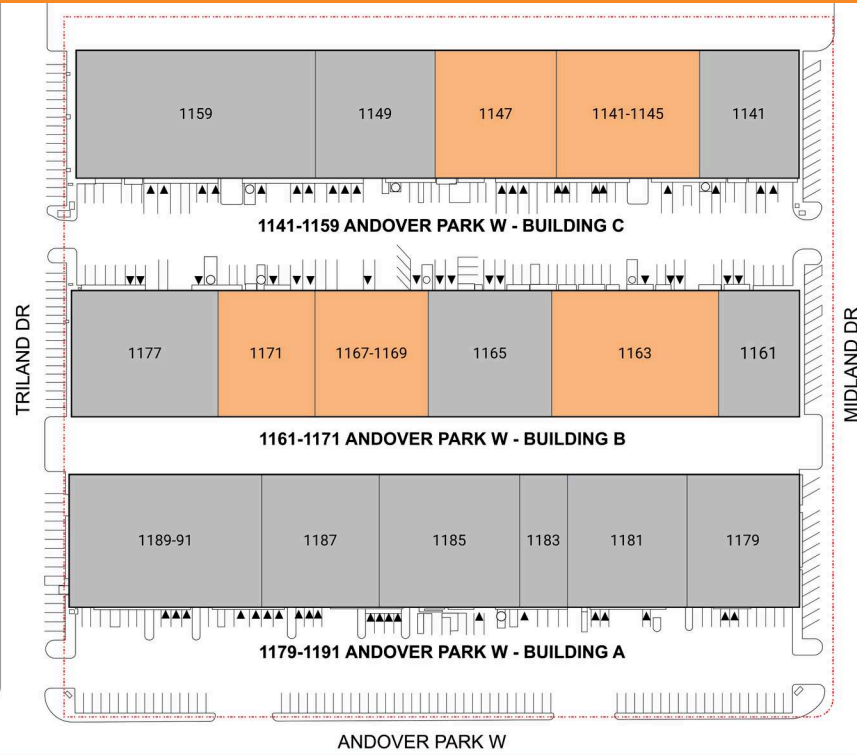 1159 1149 1147 1141-1145 1141
1141-1159 ANDOVER PARK W - BUILDING C
TRILAND DR
MIDLAND DR
1177 1171 1167-1169 1165 1163 1161
1161-1171 ANDOVER PARK W - BUILDING B
1189-91 1187 1185 1183 1181 1179
1179-1191 ANDOVER PARK W - BUILDING A
ANDOVER PARK W